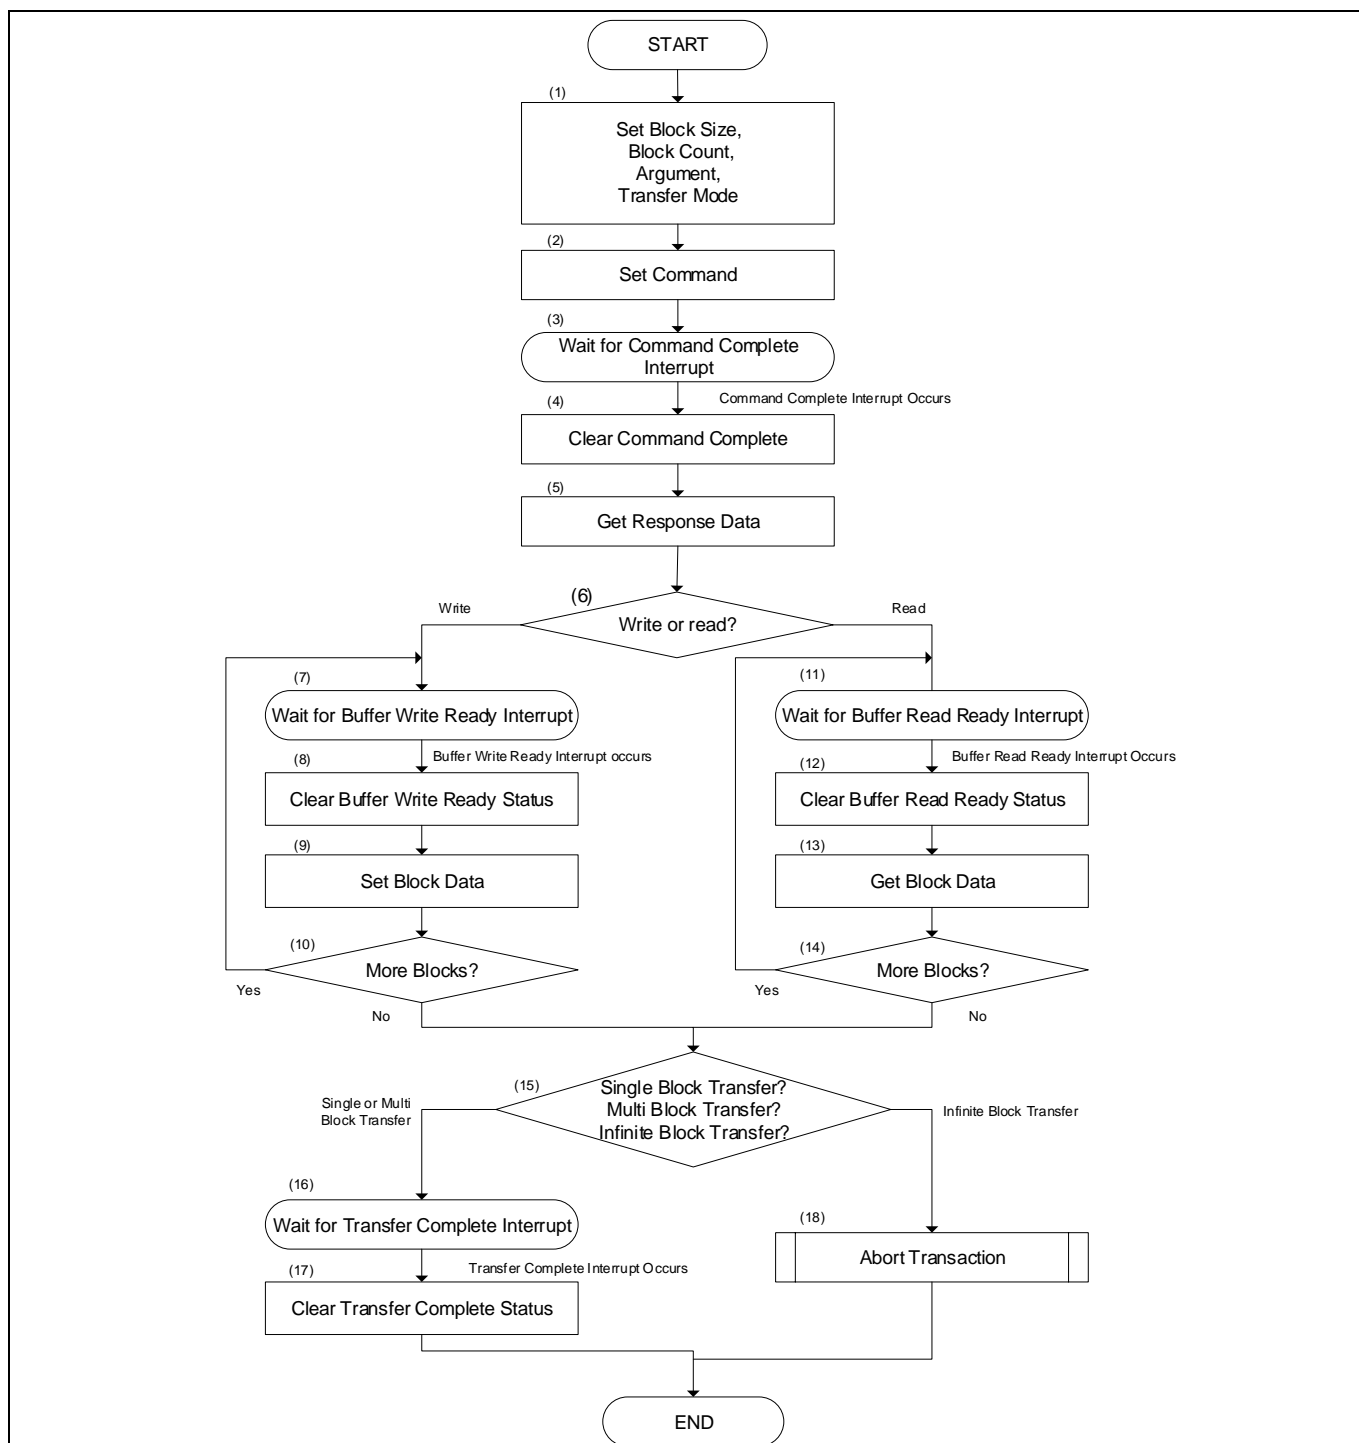 START
(1)
Set Block Size,
Block Count,
Argument,
Transfer Mode
(2)
Set Command
(3)
Wait for Command Complete
Interrupt
Command Complete Interrupt Occurs
(4)
Clear Command Complete
(5)
Get Response Data
(6)
Write
Read
Write or read?
(7)
(11)
Wait for Buffer Write Ready Interrupt
Wait for Buffer Read Ready Interrupt
Buffer Write Ready Interrupt occurs
Buffer Read Ready Interrupt Occurs
(8)
(12)
Clear Buffer Write Ready Status
Clear Buffer Read Ready Status
(9)
(13)
Set Block Data
Get Block Data
(10)
(14)
More Blocks?
More Blocks?
Yes
Yes
No
No
(15)
Single Block Transfer?
Multi Block Transfer?
Infinite Block Transfer?
Single or Multi
Block Transfer
Infinite Block Transfer
(16)
Wait for Transfer Complete Interrupt
(18)
Abort Transaction
Transfer Complete Interrupt Occurs
(17)
Clear Transfer Complete Status
END